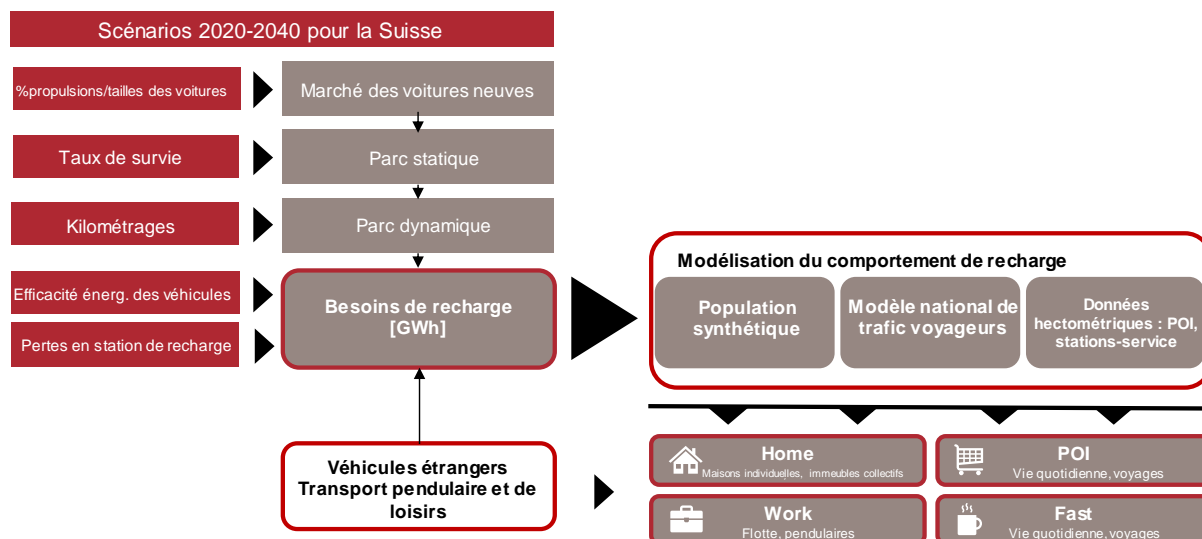 Scénarios 2020-2040 pour la Suisse
%propulsions/tailles des voitures
Marché des voitures neuves
Taux de survie
Parc statique
Kilométrages
Parc dynamique
Efficacité énerg. des véhicules
Pertes en station de recharge
Besoins de recharge
[GWh]
Modélisation du comportement de recharge
Population
synthétique
Modèle national de
trafic voyageurs
Données
hectométriques : POI,
stations-service
Véhicules étrangers
Transport pendulaire et de
loisirs
Home
Maisons individuelles, immeubles collectifs
POI
Vie quotidienne, voyages
Work
Flotte, pendulaires
Fast
Vie quotidienne, voyages